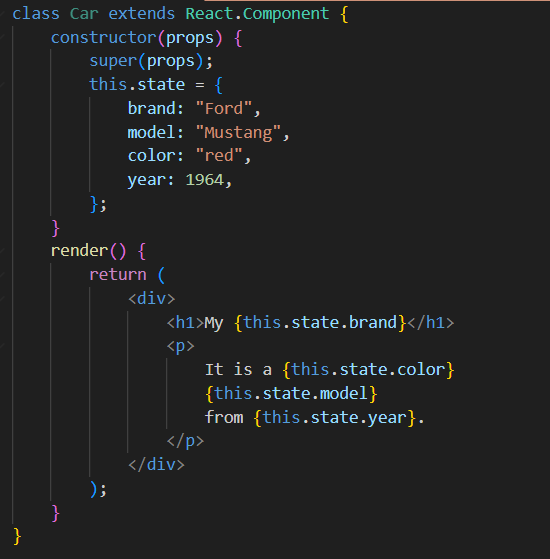 class Car extends React.Component {
    constructor(props) {
        super(props);
        this.state = {
            brand: "Ford",
            model: "Mustang",
            color: "red",
            year: 1964,
        };
    }
    render() {
        return (
            <div>
                <h1>My {this.state.brand}</h1>
                <p>
                    It is a {this.state.color}
                    {this.state.model}
                    from {this.state.year}.
                </p>
            </div>
        );
    }
}